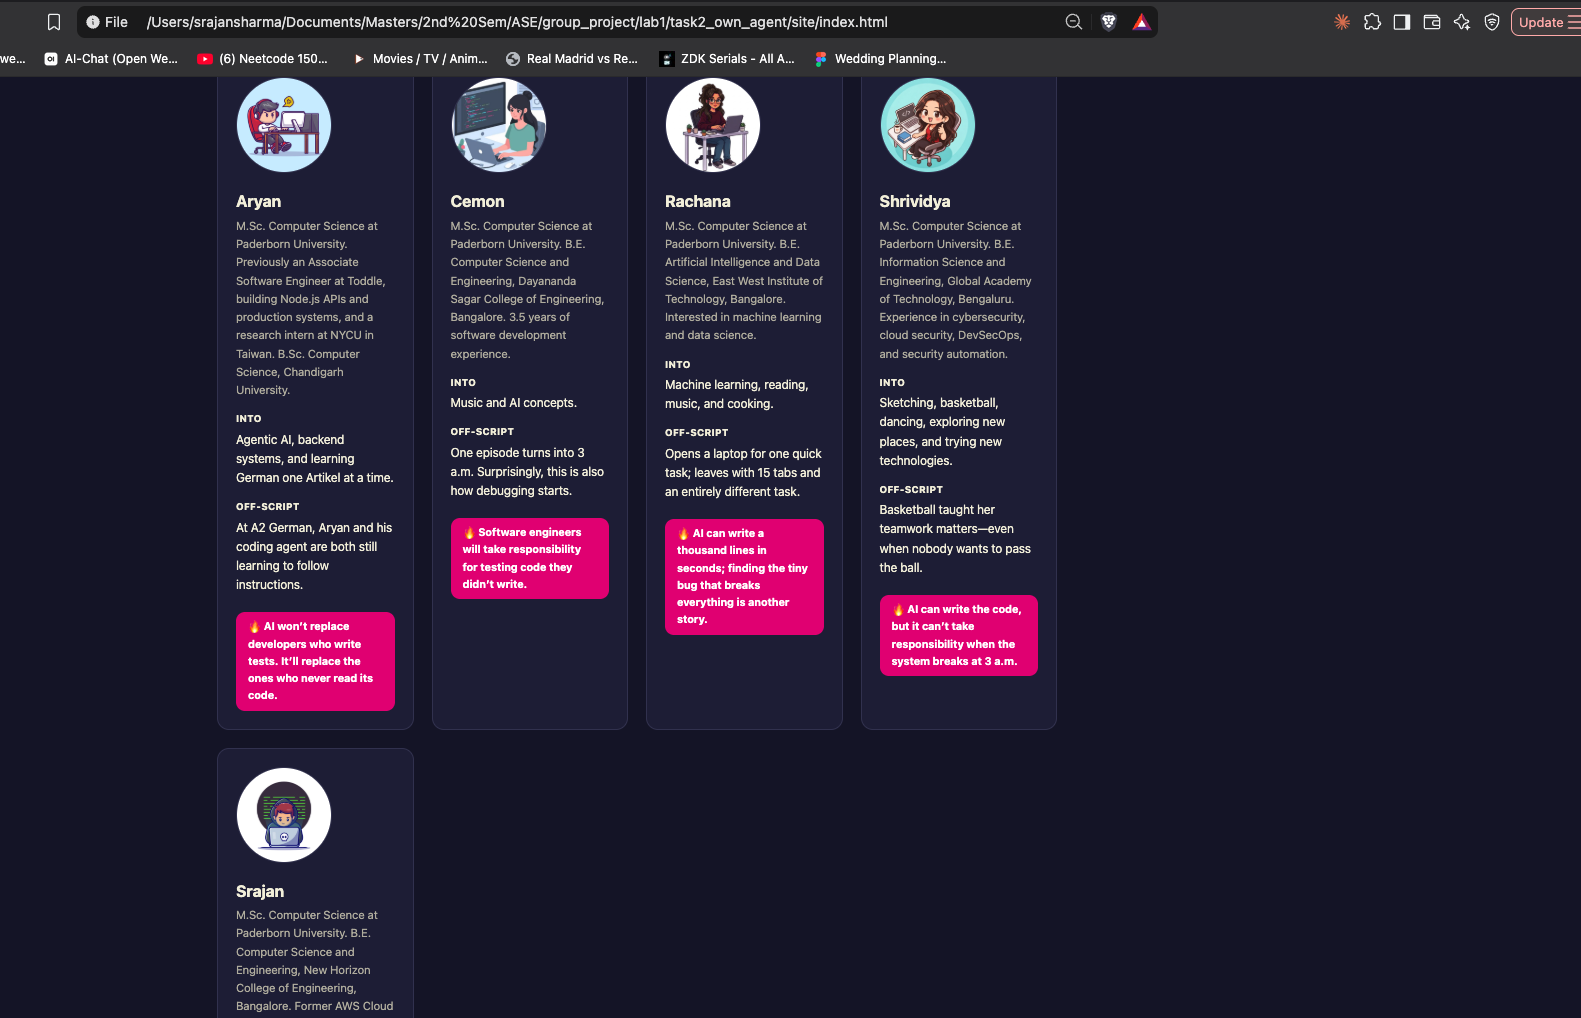 File /Users/srajansharma/Documents/Masters/2nd%20Sem/ASE/group_project/lab1/task2_own_agent/site/index.html
Update
we...
AI-Chat (Open We...
(6) Neetcode 150...
Movies / TV / Anim...
Real Madrid vs Re...
ZDK Serials - All A...
Wedding Planning...
Aryan
M.Sc. Computer Science at
Paderborn University.
Previously an Associate
Software Engineer at Toddle,
building Node.js APIs and
production systems, and a
research intern at NYCU in
Taiwan. B.Sc. Computer
Science, Chandigarh
University.
INTO
Agentic AI, backend
systems, and learning
German one Artikel at a time.
OFF-SCRIPT
At A2 German, Aryan and his
coding agent are both still
learning to follow
instructions.
🔥 AI won’t replace
developers who write
tests. It’ll replace the
ones who never read its
code.
Cemon
M.Sc. Computer Science at
Paderborn University. B.E.
Computer Science and
Engineering, Dayananda
Sagar College of Engineering,
Bangalore. 3.5 years of
software development
experience.
INTO
Music and AI concepts.
OFF-SCRIPT
One episode turns into 3
a.m. Surprisingly, this is also
how debugging starts.
🔥 Software engineers
will take responsibility
for testing code they
didn’t write.
Rachana
M.Sc. Computer Science at
Paderborn University. B.E.
Artificial Intelligence and Data
Science, East West Institute of
Technology, Bangalore.
Interested in machine learning
and data science.
INTO
Machine learning, reading,
music, and cooking.
OFF-SCRIPT
Opens a laptop for one quick
task; leaves with 15 tabs and
an entirely different task.
🔥 AI can write a
thousand lines in
seconds; finding the tiny
bug that breaks
everything is another
story.
Shrividya
M.Sc. Computer Science at
Paderborn University. B.E.
Information Science and
Engineering, Global Academy
of Technology, Bengaluru.
Experience in cybersecurity,
cloud security, DevSecOps,
and security automation.
INTO
Sketching, basketball,
dancing, exploring new
places, and trying new
technologies.
OFF-SCRIPT
Basketball taught her
teamwork matters—even
when nobody wants to pass
the ball.
🔥 AI can write the code,
but it can’t take
responsibility when the
system breaks at 3 a.m.
Srajan
M.Sc. Computer Science at
Paderborn University. B.E.
Computer Science and
Engineering, New Horizon
College of Engineering,
Bangalore. Former AWS Cloud